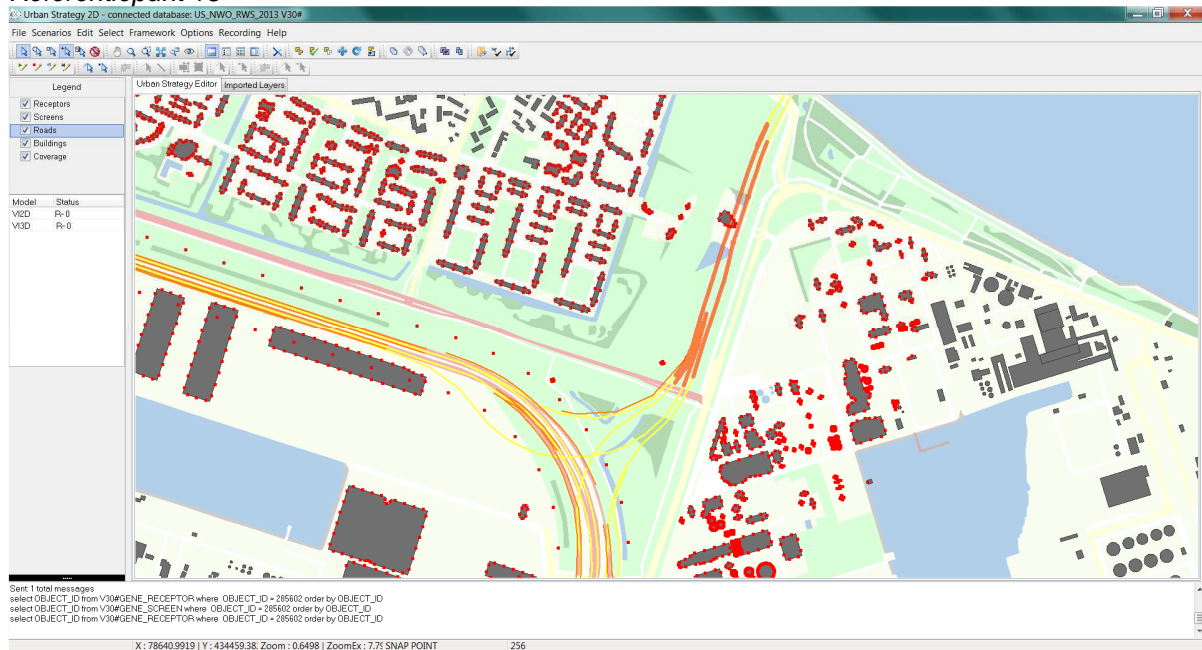 Urban Strategy 2D - connected database: US_NWO_RWS_2013 V30#
File Scenarios Edit Select Framework Options Recording Help
Legend
Urban Strategy Editor Imported Layers
Receptors
Screens
Roads
Buildings
Coverage
Model Status
VI2D R- 0
VI3D R- 0
Sent 1 total messages
select OBJECT_ID from V30#GENE_RECEPTOR where OBJECT_ID = 285602 order by OBJECT_ID
select OBJECT_ID from V30#GENE_SCREEN where OBJECT_ID = 285602 order by OBJECT_ID
select OBJECT_ID from V30#GENE_RECEPTOR where OBJECT_ID = 285602 order by OBJECT_ID
X : 78640.9919 | Y : 434459.38: Zoom : 0.6498 | ZoomEx : 7.79 SNAP POINT 256